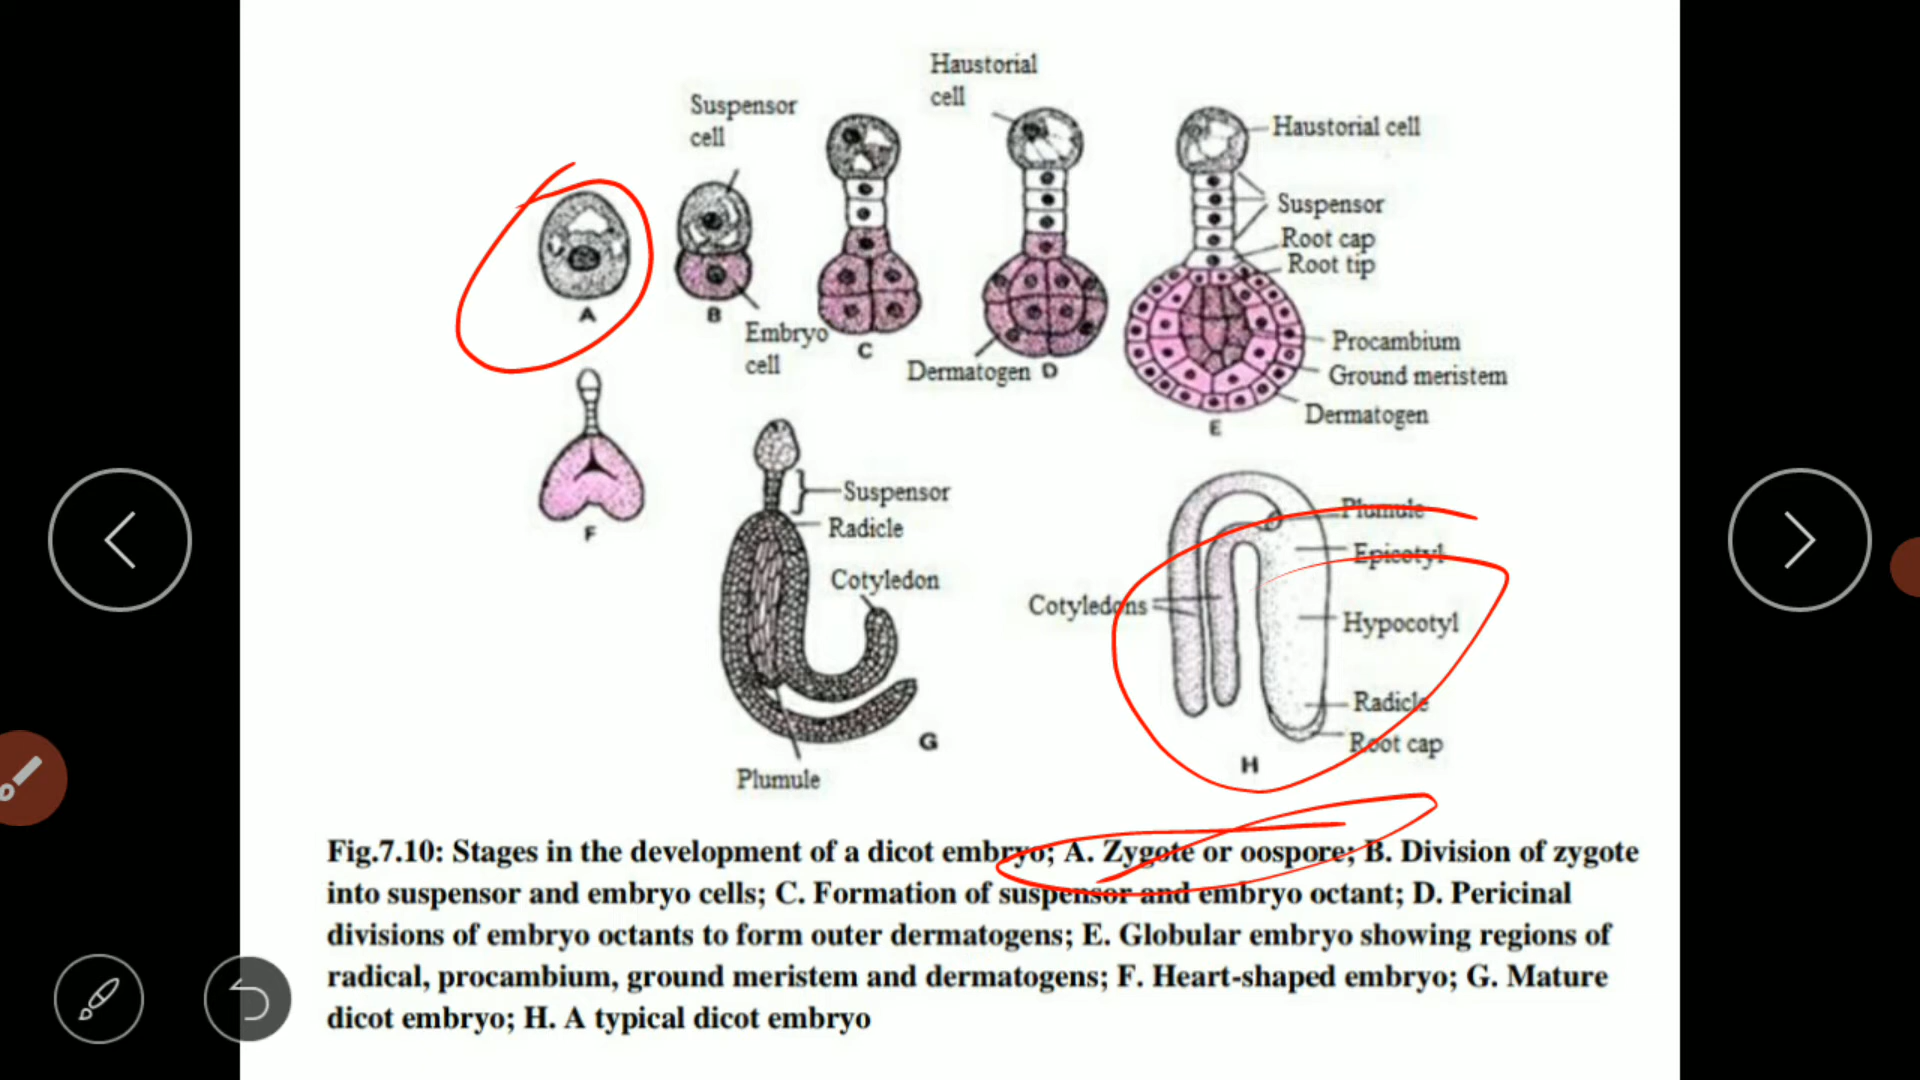 Haustorial
cell
Suspensor
cell
Haustorial cell
Suspensor
Root cap
Root tip
A
B
Embryo
cell
C
Dermatogen
D
Procambium
Ground meristem
Dermatogen
E
F
Suspensor
Radicle
Cotyledon
G
Plumule
Plumule
Epicotyl
Cotyledons
Hypocotyl
Radicle
Root cap
H
Fig.7.10: Stages in the development of a dicot embryo; A. Zygote or oospore; B. Division of zygote
into suspensor and embryo cells; C. Formation of suspensor and embryo octant; D. Pericinal
divisions of embryo octants to form outer dermatogens; E. Globular embryo showing regions of
radical, procambium, ground meristem and dermatogens; F. Heart-shaped embryo; G. Mature
dicot embryo; H. A typical dicot embryo